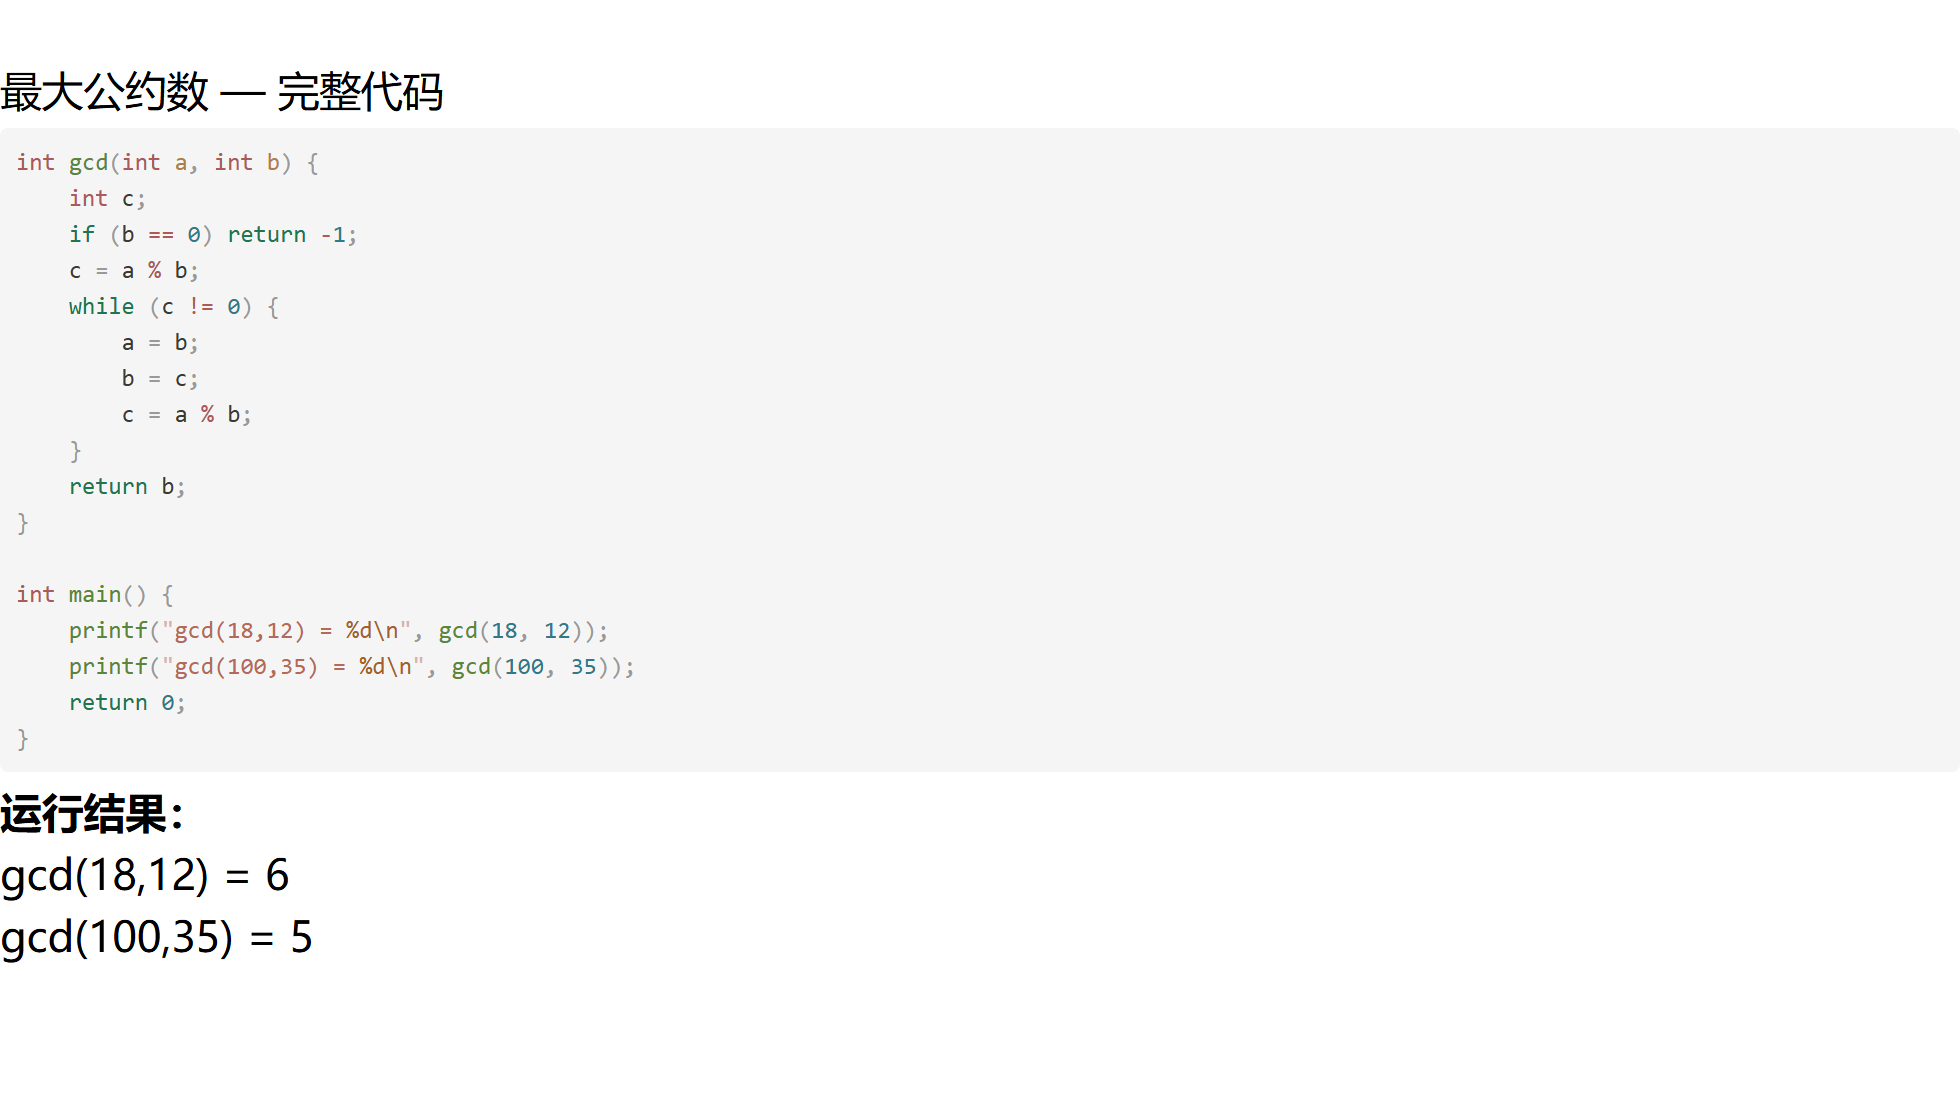 最大公约数 — 完整代码
int gcd(int a, int b) {
    int c;
    if (b == 0) return -1;
    c = a % b;
    while (c != 0) {
        a = b;
        b = c;
        c = a % b;
    }
    return b;
}

int main() {
    printf("gcd(18,12) = %d\n", gcd(18, 12));
    printf("gcd(100,35) = %d\n", gcd(100, 35));
    return 0;
}
运行结果：
gcd(18,12) = 6
gcd(100,35) = 5